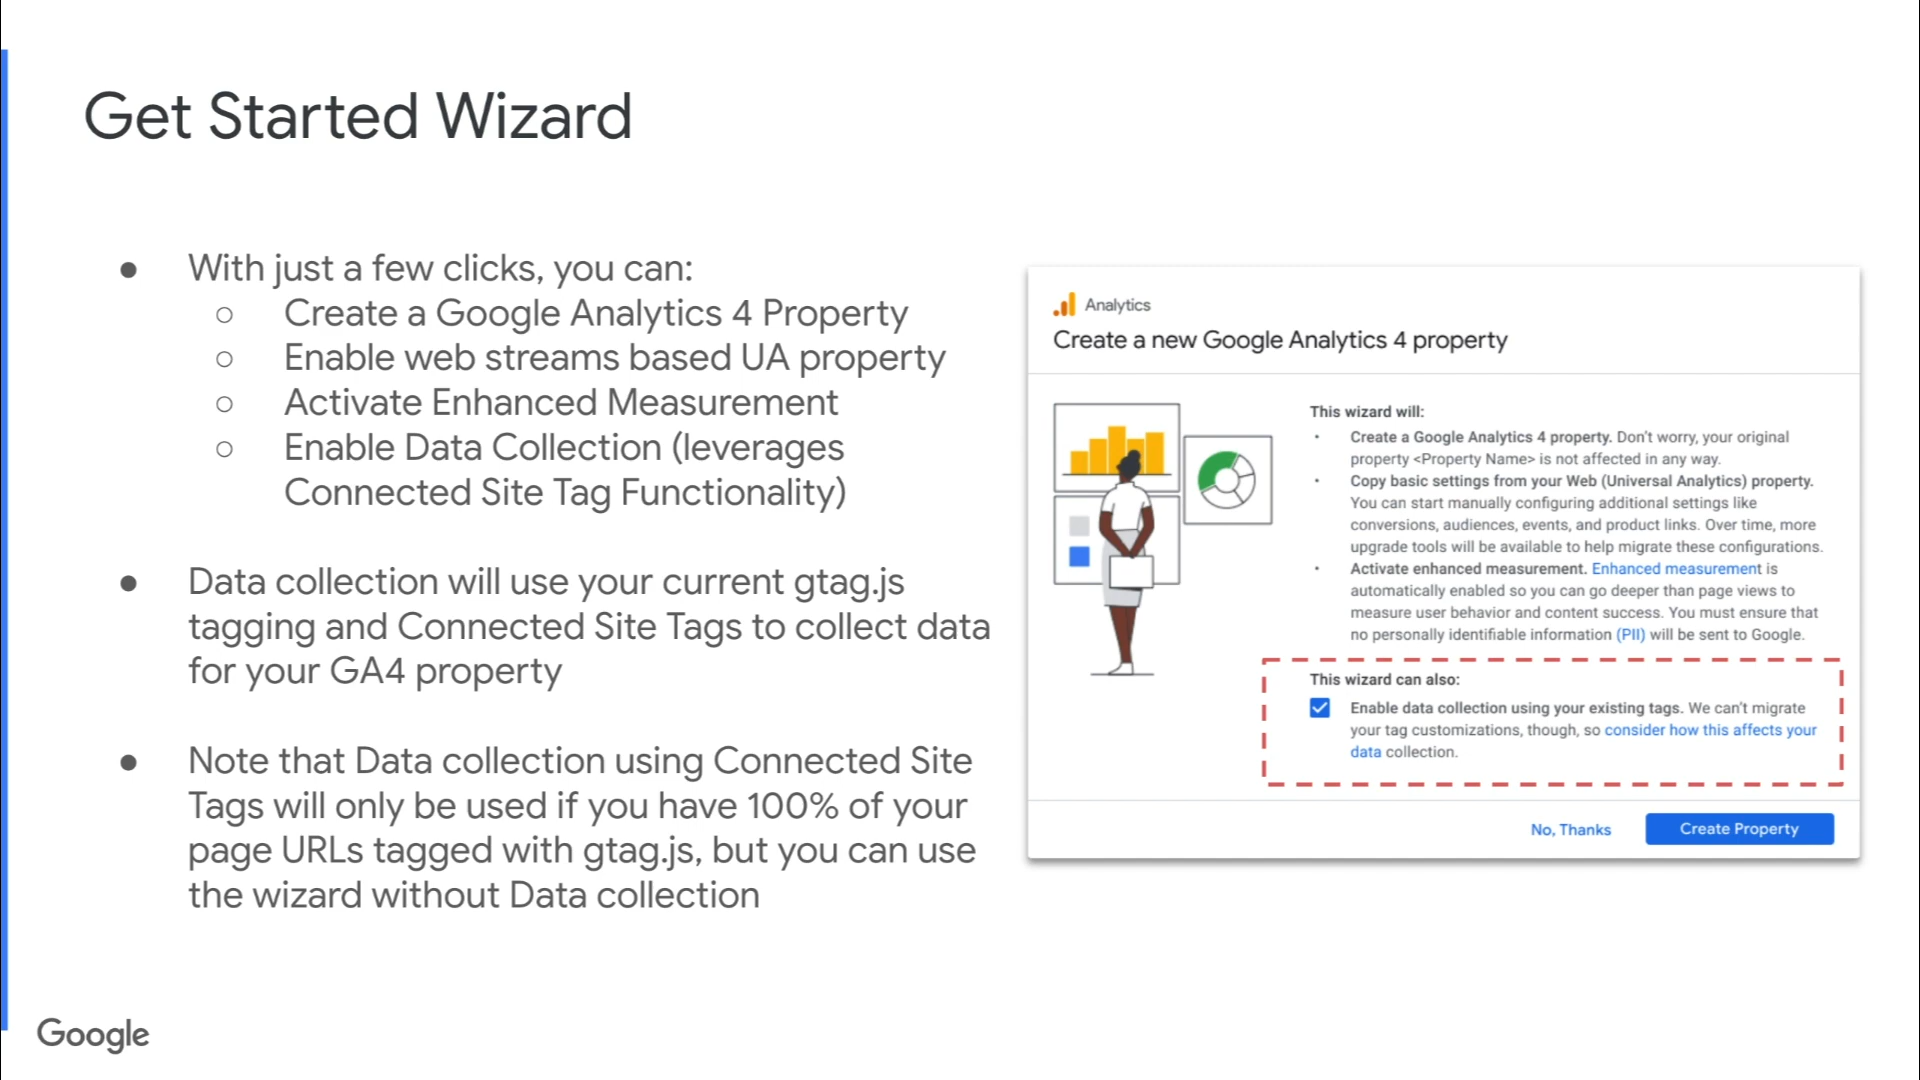 Get Started Wizard
● With just a few clicks, you can:
○ Create a Google Analytics 4 Property
○ Enable web streams based UA property
○ Activate Enhanced Measurement
○ Enable Data Collection (leverages
Connected Site Tag Functionality)
● Data collection will use your current gtag.js
tagging and Connected Site Tags to collect data
for your GA4 property
● Note that Data collection using Connected Site
Tags will only be used if you have 100% of your
page URLs tagged with gtag.js, but you can use
the wizard without Data collection
Analytics
Create a new Google Analytics 4 property
This wizard will:
• Create a Google Analytics 4 property. Don't worry, your original
property <Property Name> is not affected in any way.
• Copy basic settings from your Web (Universal Analytics) property.
You can start manually configuring additional settings like
conversions, audiences, events, and product links. Over time, more
upgrade tools will be available to help migrate these configurations.
• Activate enhanced measurement. Enhanced measurement is
automatically enabled so you can go deeper than page views to
measure user behavior and content success. You must ensure that
no personally identifiable information (PII) will be sent to Google.
This wizard can also:
Enable data collection using your existing tags. We can't migrate
your tag customizations, though, so consider how this affects your
data collection.
No, Thanks
Create Property
Google